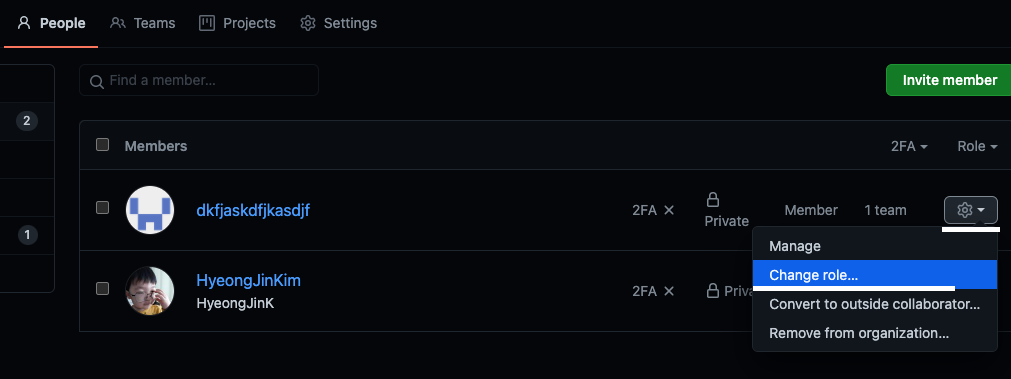 People Teams Projects Settings
Find a member... Invite member
2
Members 2FA Role
dkfjaskdfjkasdjf 2FA Private Member 1 team
Manage
1
Change role...
HyeongJinKim 2FA
HyeongJinK
Convert to outside collaborator...
Remove from organization...